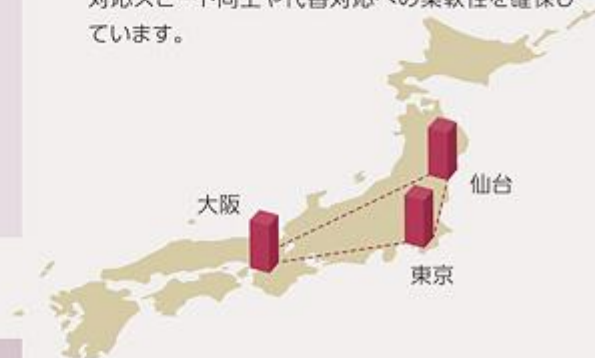 対応スピード向上や代替対応への柔軟性を確保し
ています。
仙台
大阪
東京